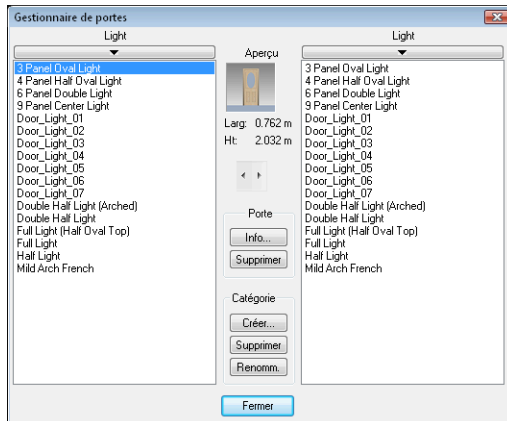 Gestionnaire de portes
Light
3 Panel Oval Light
4 Panel Half Oval Light
6 Panel Double Light
9 Panel Center Light
Door_Light_01
Door_Light_02
Door_Light_03
Door_Light_04
Door_Light_05
Door_Light_06
Door_Light_07
Double Half Light (Arched)
Double Half Light
Full Light (Half Oval Top)
Full Light
Half Light
Mild Arch French
Aperçu
Larg: 0.762 m
Ht: 2.032 m
Porte
Info...
Supprimer
Catégorie
Créer...
Supprimer
Renomm.
Fermer
Light
3 Panel Oval Light
4 Panel Half Oval Light
6 Panel Double Light
9 Panel Center Light
Door_Light_01
Door_Light_02
Door_Light_03
Door_Light_04
Door_Light_05
Door_Light_06
Door_Light_07
Double Half Light (Arched)
Double Half Light
Full Light (Half Oval Top)
Full Light
Half Light
Mild Arch French